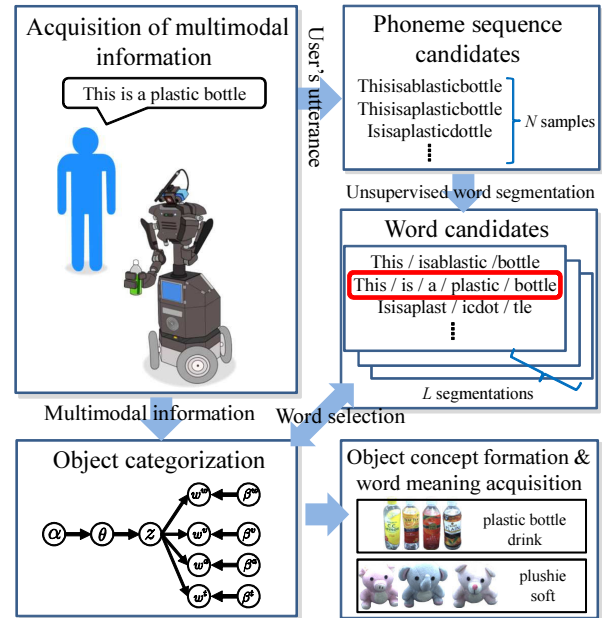 Acquisition of multimodal
information
This is a plastic bottle
User's utterance
Phoneme sequence
candidates
Thisisablasticbottle
Thisisaplasticbottle
Isisaplasticdottle
N samples
Unsupervised word segmentation
Word candidates
This / isablastic /bottle
This / is / a / plastic / bottle
Isisaplast / icdot / tle
L segmentations
Multimodal information
Word selection
Object categorization
α θ z
w^w β^w
w^v β^v
w^a β^a
w^t β^t
Object concept formation &
word meaning acquisition
plastic bottle
drink
plushie
soft